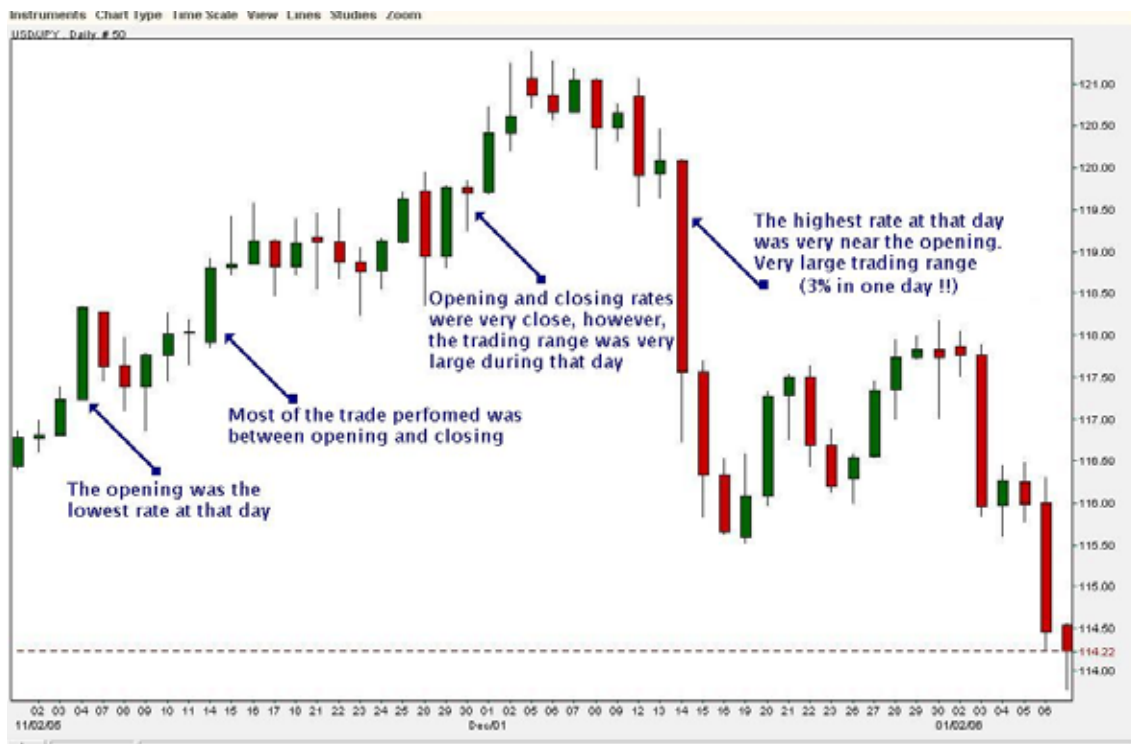 Instruments Chart Type Time Scale View Lines Studies Zoom
USD/JPY . Daily. # 50
121.00
120.50
120.00
119.50
119.00
118.50
118.00
117.50
117.00
116.50
116.00
115.50
115.00
114.50
114.22
114.00
The highest rate at that day
was very near the opening.
Very large trading range
(3% in one day !!)
Opening and closing rates
were very close, however,
the trading range was very
large during that day
Most of the trade perfomed was
between opening and closing
The opening was the
lowest rate at that day
02 03 04 07 08 09 10 11 14 15 16 17 18 21 22 23 24 25 28 29 30 01 02 05 06 07 08 09 12 13 14 15 16 19 20 21 22 23 26 27 28 29 30 02 03 04 05 06
11/02/05 Dec/01 01/02/06